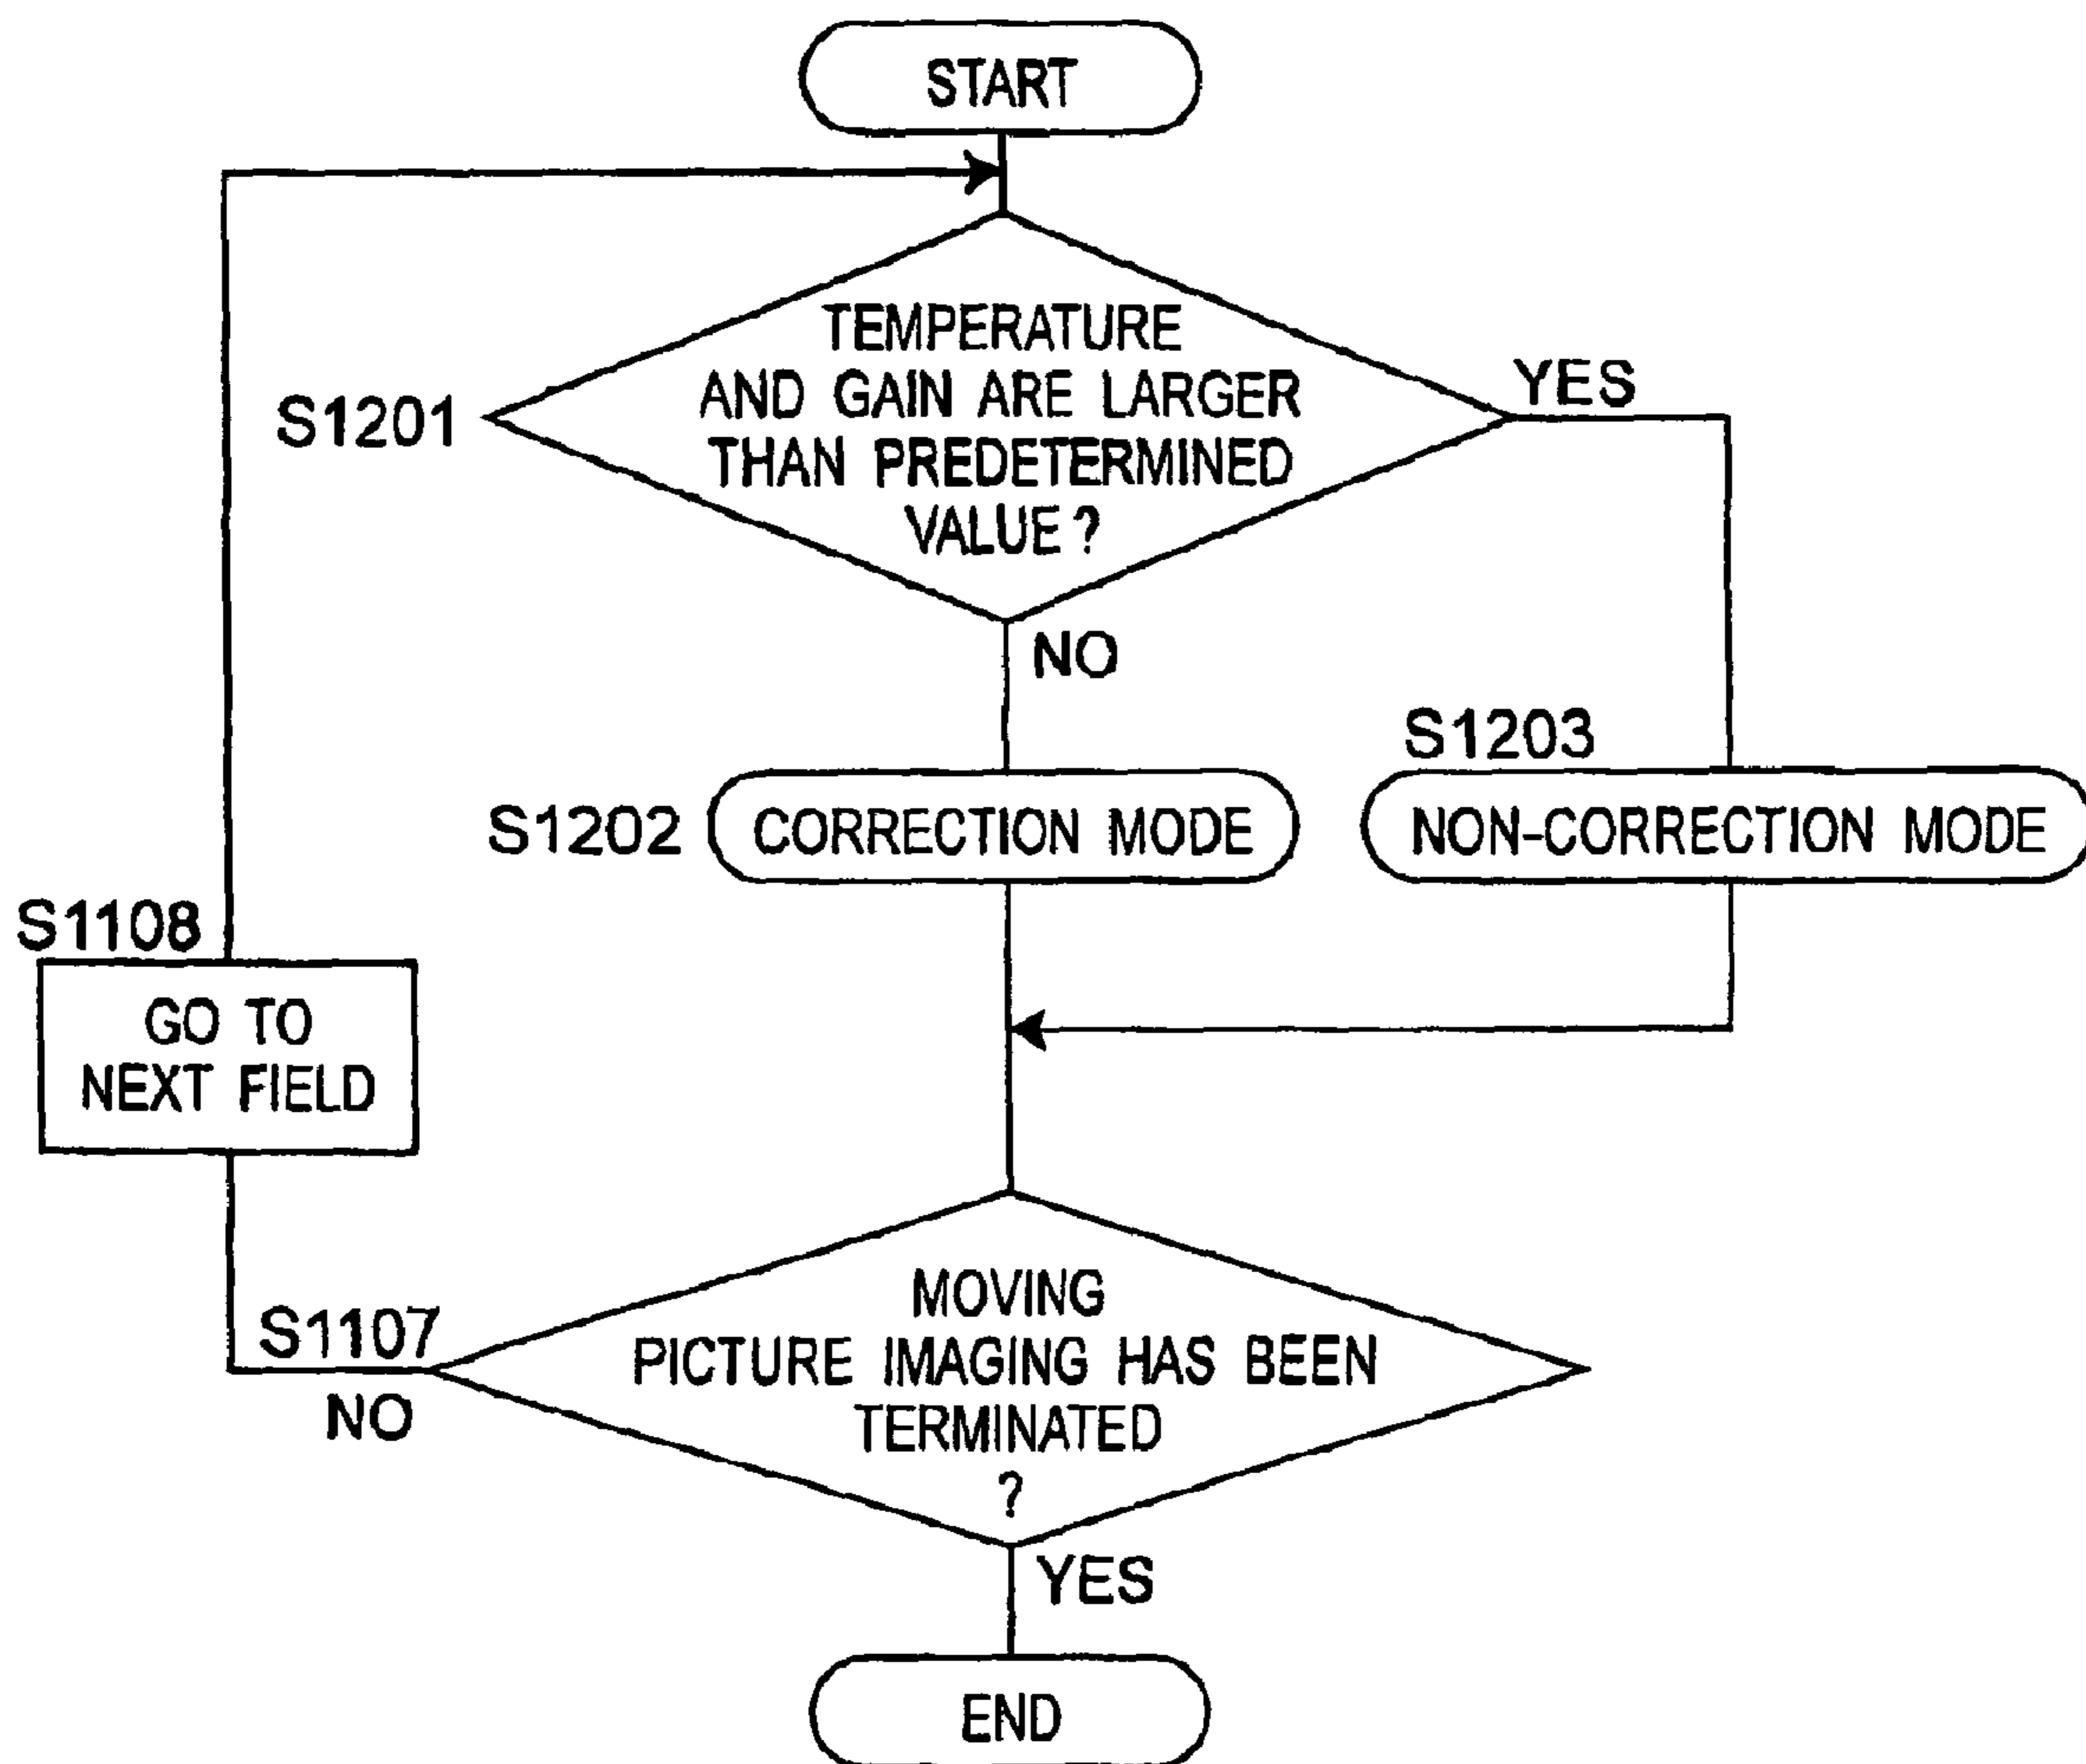 START
TEMPERATURE
AND GAIN ARE LARGER
THAN PREDETERMINED
VALUE?
S1201
YES
NO
S1203
S1202
CORRECTION MODE
NON-CORRECTION MODE
S1108
GO TO
NEXT FIELD
S1107
NO
MOVING
PICTURE IMAGING HAS BEEN
TERMINATED
?
YES
END